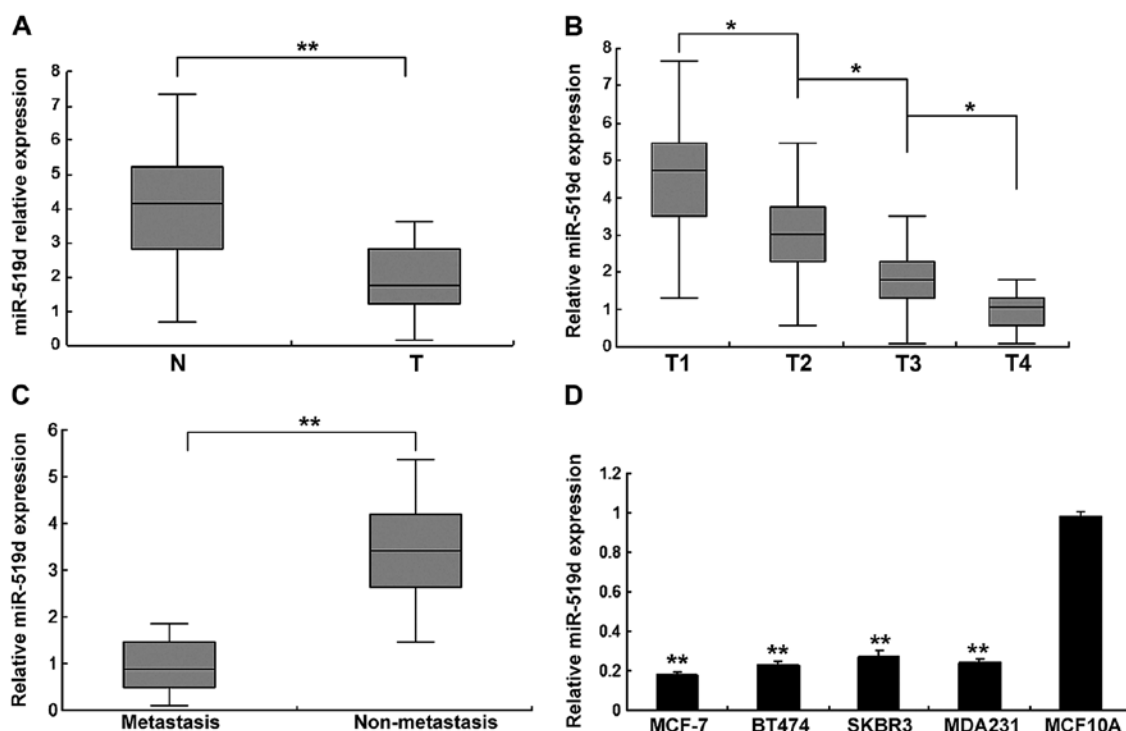 A
**
miR-519d relative expression
8
7
6
5
4
3
2
1
0
N T
B
*
*
*
Relative miR-519d expression
8
7
6
5
4
3
2
1
0
T1 T2 T3 T4
C
**
Relative miR-519d expression
6
5
4
3
2
1
0
Metastasis Non-metastasis
D
Relative miR-519d expression
1.2
1
0.8
0.6
0.4
0.2
0
** ** ** **
MCF-7 BT474 SKBR3 MDA231 MCF10A